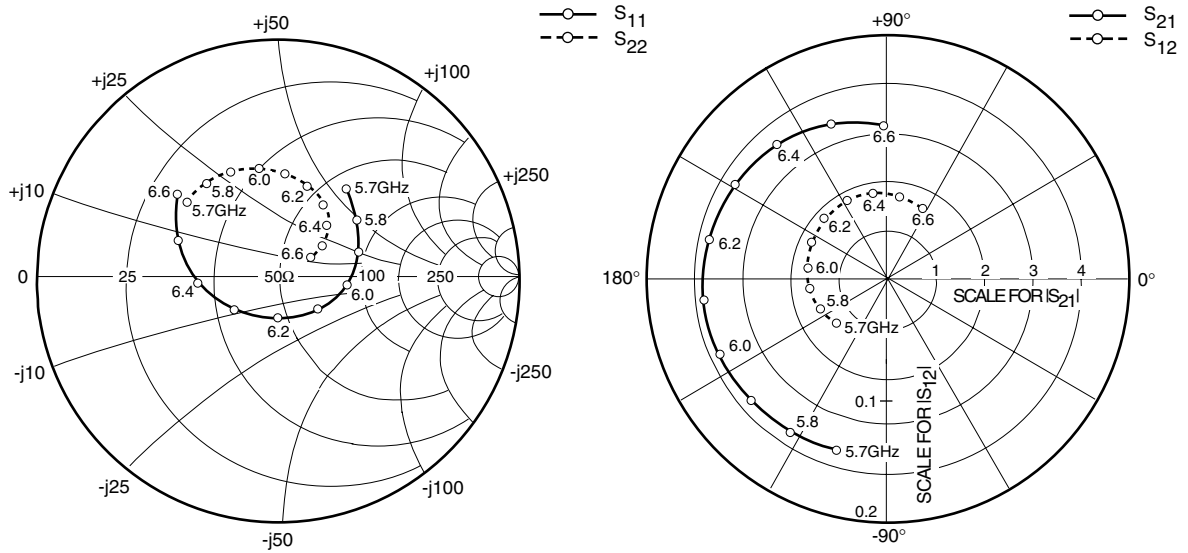 S11
S22
+j50
+j25
+j100
+j10
+j250
0
25
50Ω
100
250
-j10
-j250
-j25
-j100
-j50
6.6
5.7GHz
5.8
6.0
6.2
6.4
6.6
5.7GHz
5.8
6.0
6.2
6.4
S21
S12
+90°
180°
0°
-90°
1
2
3
4
SCALE FOR |S21|
SCALE FOR |S12|
0.1
0.2
6.6
6.4
6.2
6.0
5.8
5.7GHz
6.6
6.4
6.2
6.0
5.8
5.7GHz